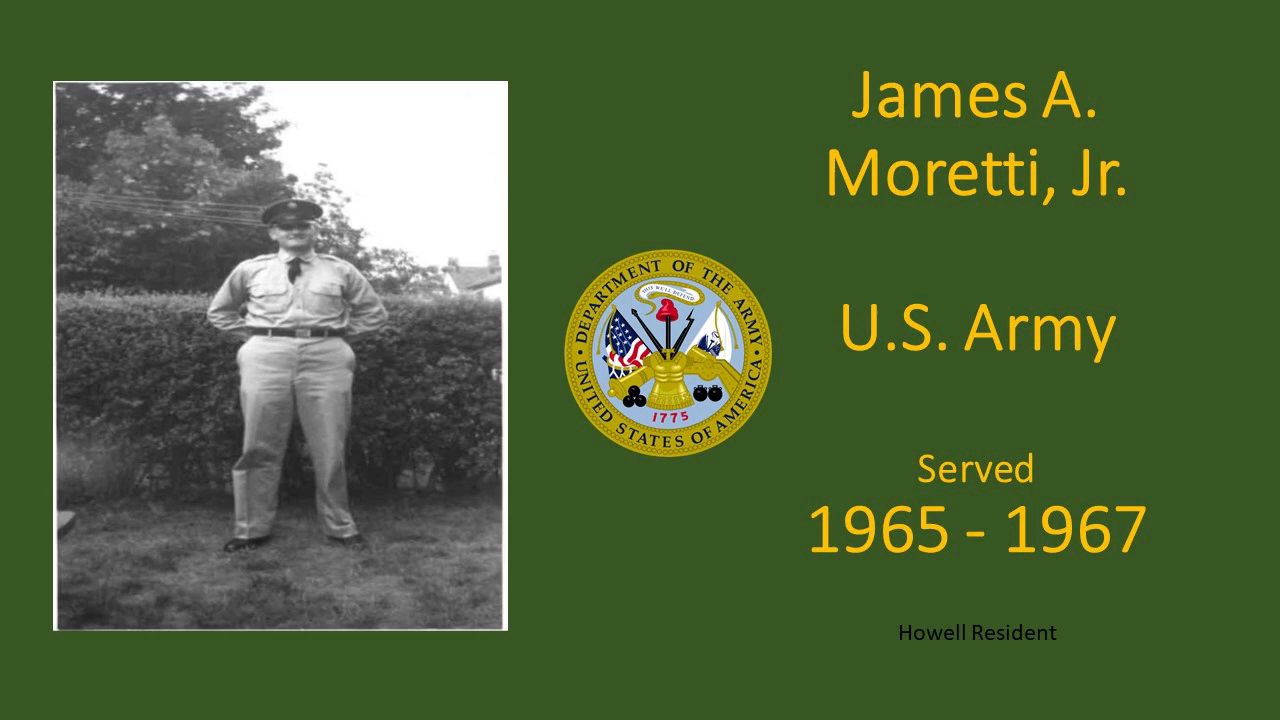 James A.
Moretti, Jr.
U.S. Army
Served
1965 - 1967
Howell Resident
DEPARTMENT OF THE ARMY
UNITED STATES OF AMERICA
THIS WE'LL DEFEND
1775